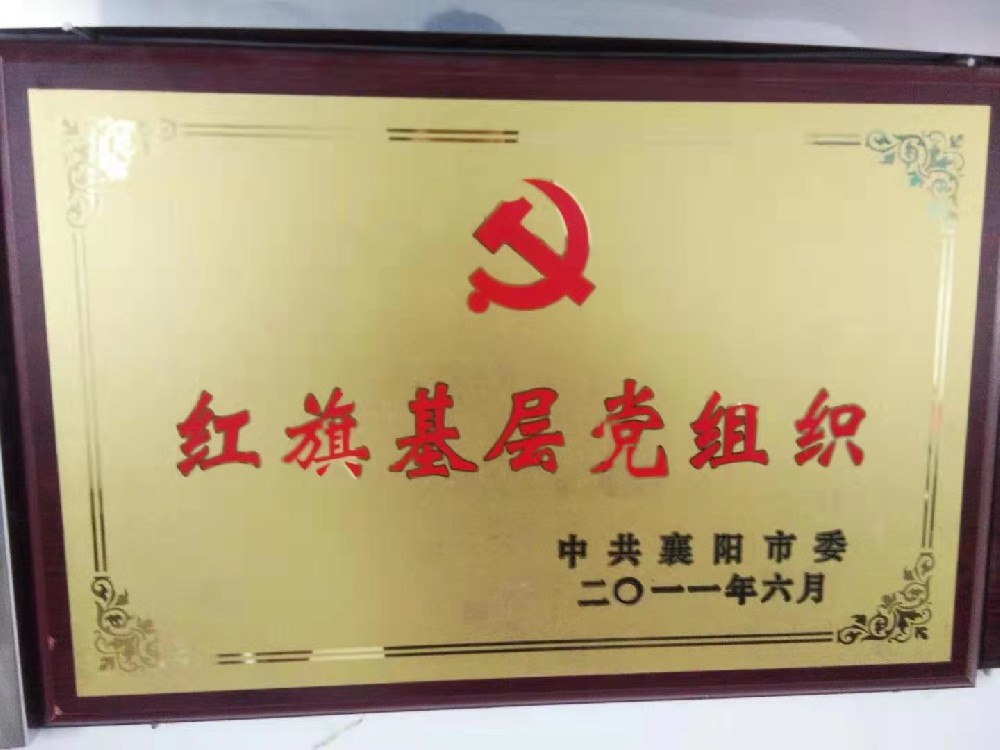 红旗基层党组织
中共襄阳市委
二〇一一年六月